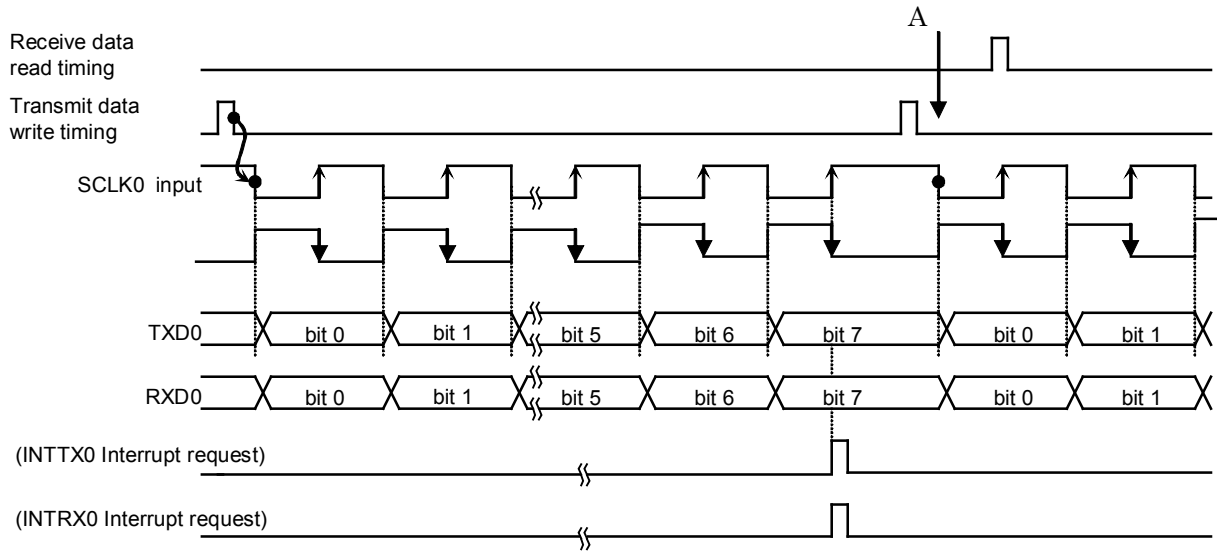 A
Receive data
read timing
Transmit data
write timing
SCLK0 input
TXD0 bit 0 bit 1 bit 5 bit 6 bit 7 bit 0 bit 1
RXD0 bit 0 bit 1 bit 5 bit 6 bit 7 bit 0 bit 1
(INTTX0 Interrupt request)
(INTRX0 Interrupt request)